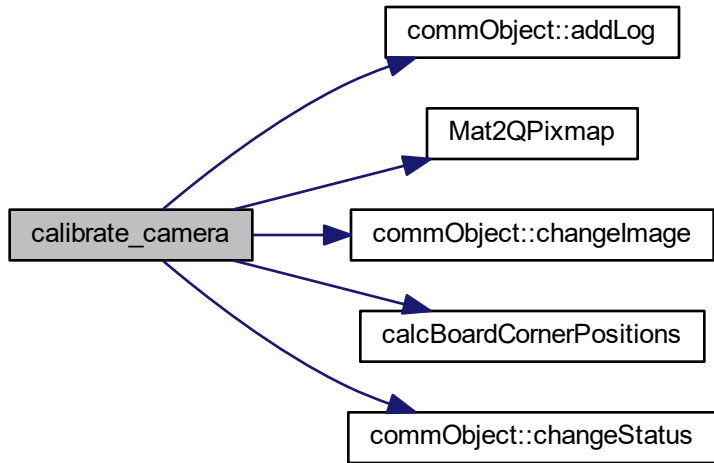 commObject::addLog
Mat2QPixmap
calibrate_camera
commObject::changeImage
calcBoardCornerPositions
commObject::changeStatus